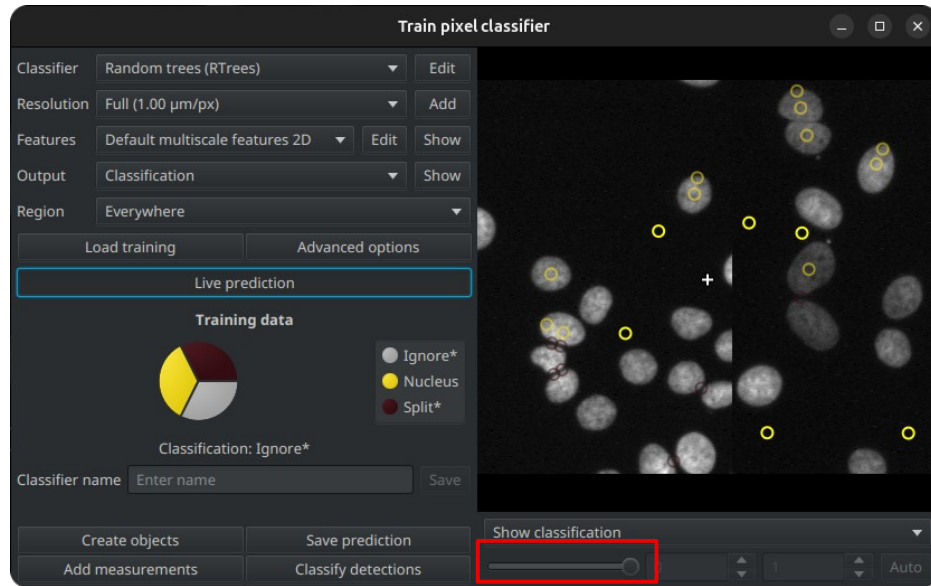 Train pixel classifier
Classifier Random trees (RTrees) Edit
Resolution Full (1.00 µm/px) Add
Features Default multiscale features 2D Edit Show
Output Classification Show
Region Everywhere
Load training Advanced options
Live prediction
Training data
Ignore*
Nucleus
Split*
Classification: Ignore*
Classifier name Enter name Save
Create objects Save prediction
Add measurements Classify detections
Show classification
1 Auto